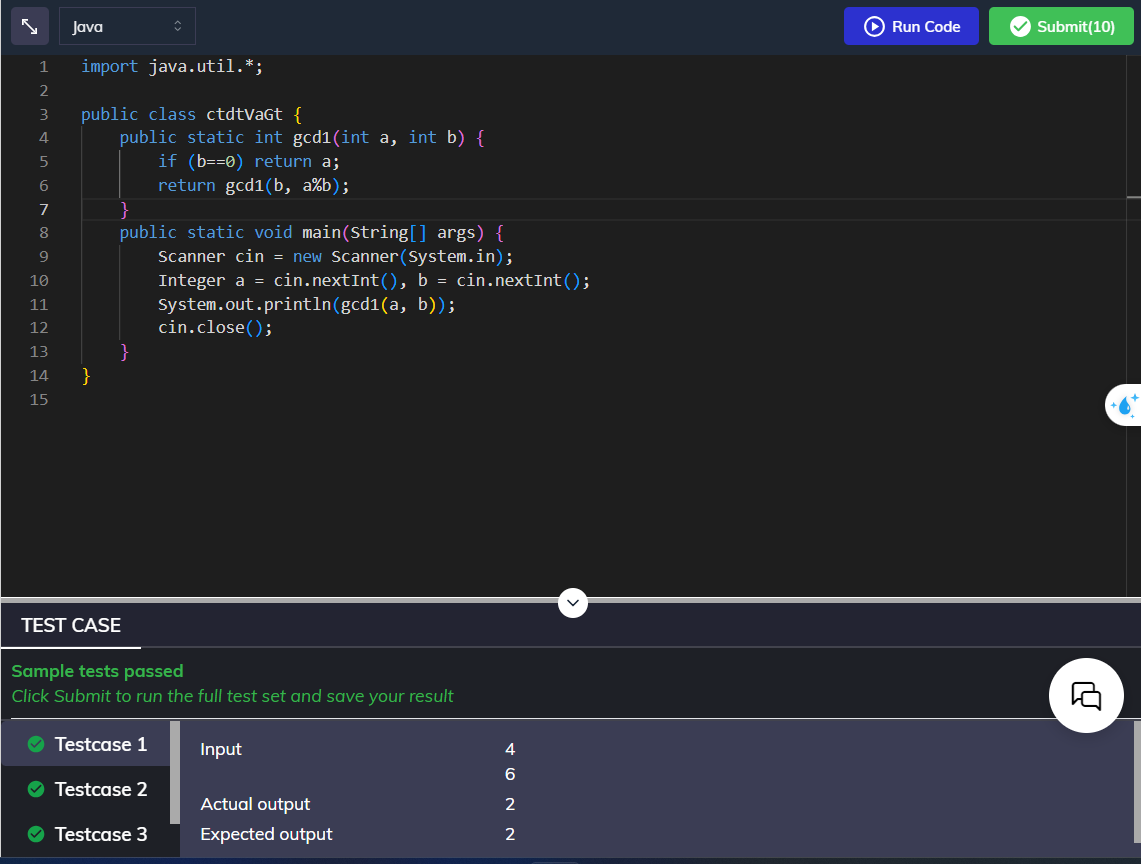 Java
Run Code
Submit(10)
1 import java.util.*;
2
3 public class ctdtVaGt {
4     public static int gcd1(int a, int b) {
5         if (b==0) return a;
6         return gcd1(b, a%b);
7     }
8     public static void main(String[] args) {
9         Scanner cin = new Scanner(System.in);
10         Integer a = cin.nextInt(), b = cin.nextInt();
11         System.out.println(gcd1(a, b));
12         cin.close();
13     }
14 }
15
TEST CASE
Sample tests passed
Click Submit to run the full test set and save your result
Testcase 1
Testcase 2
Testcase 3
Input 4
6
Actual output 2
Expected output 2